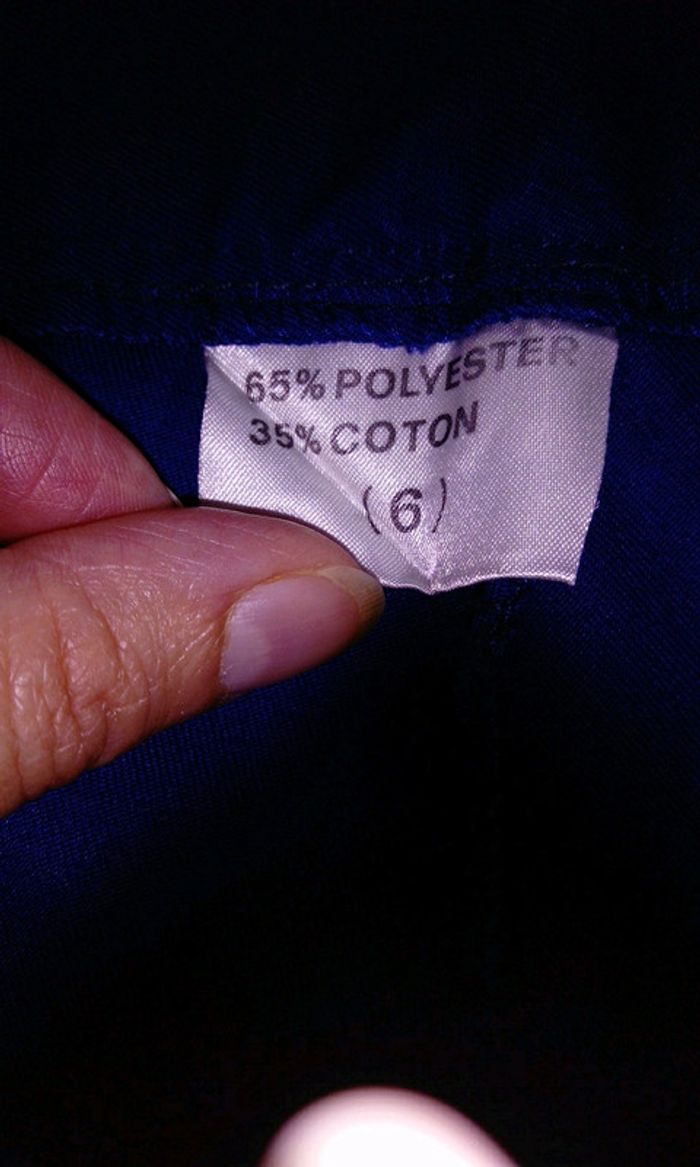 65% POLYESTER
35% COTON
(6)